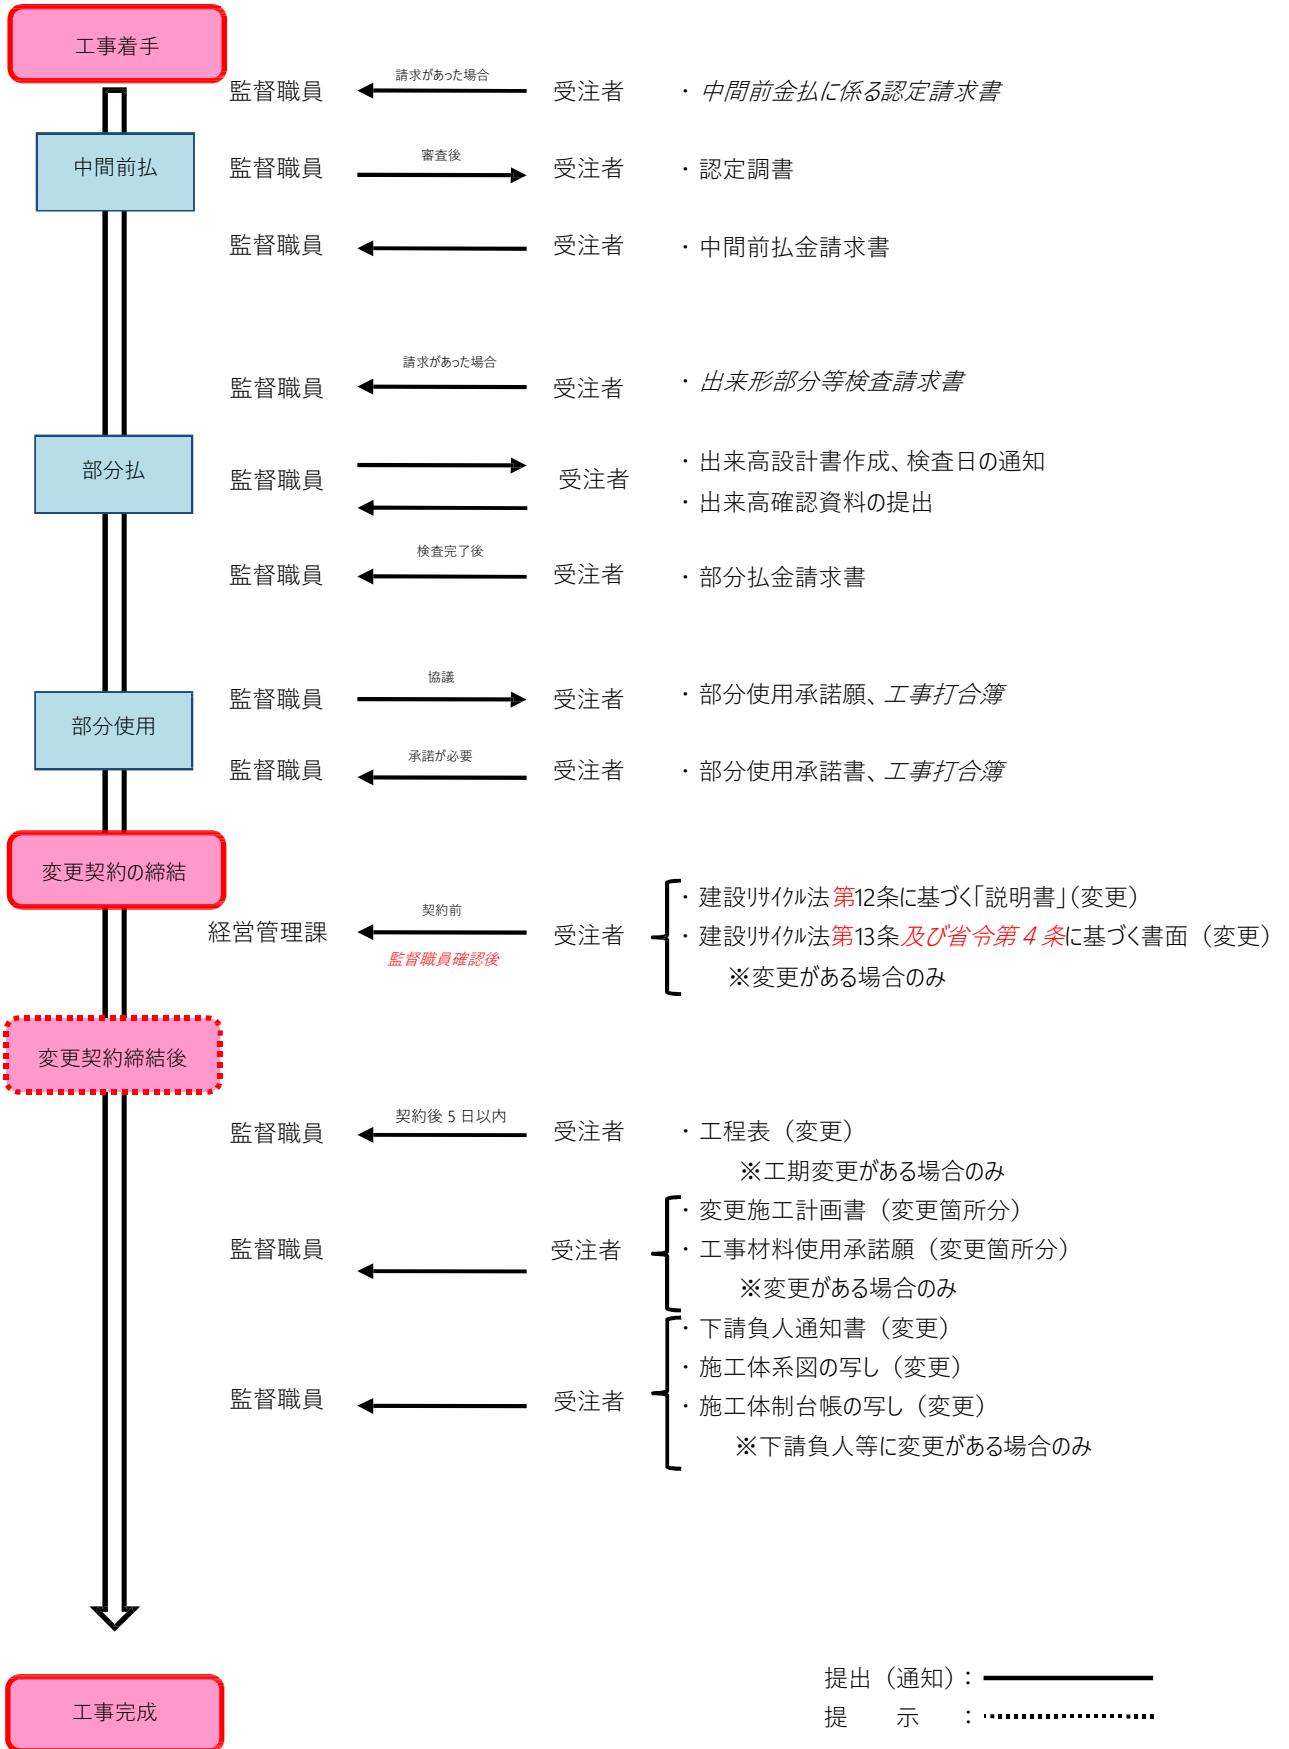 工事着手
請求があった場合
監督職員 受注者 ・中間前金払に係る認定請求書
中間前払
審査後
監督職員 受注者 ・認定調書
監督職員 受注者 ・中間前払金請求書
請求があった場合
監督職員 受注者 ・出来形部分等検査請求書
部分払
監督職員 受注者 ・出来高設計書作成、検査日の通知
・出来高確認資料の提出
検査完了後
監督職員 受注者 ・部分払金請求書
協議
監督職員 受注者 ・部分使用承諾願、工事打合簿
部分使用
承諾が必要
監督職員 受注者 ・部分使用承諾書、工事打合簿
変更契約の締結
・建設リサイクル法第12条に基づく「説明書」（変更）
契約前
経営管理課 受注者 ・建設リサイクル法第13条及び省令第４条に基づく書面（変更）
監督職員確認後
※変更がある場合のみ
変更契約締結後
契約後５日以内
監督職員 受注者 ・工程表（変更）
※工期変更がある場合のみ
・変更施工計画書（変更箇所分）
監督職員 受注者 ・工事材料使用承諾願（変更箇所分）
※変更がある場合のみ
・下請負人通知書（変更）
・施工体系図の写し（変更）
監督職員 受注者 ・施工体制台帳の写し（変更）
※下請負人等に変更がある場合のみ
工事完成
提出（通知）：
提　　示　：